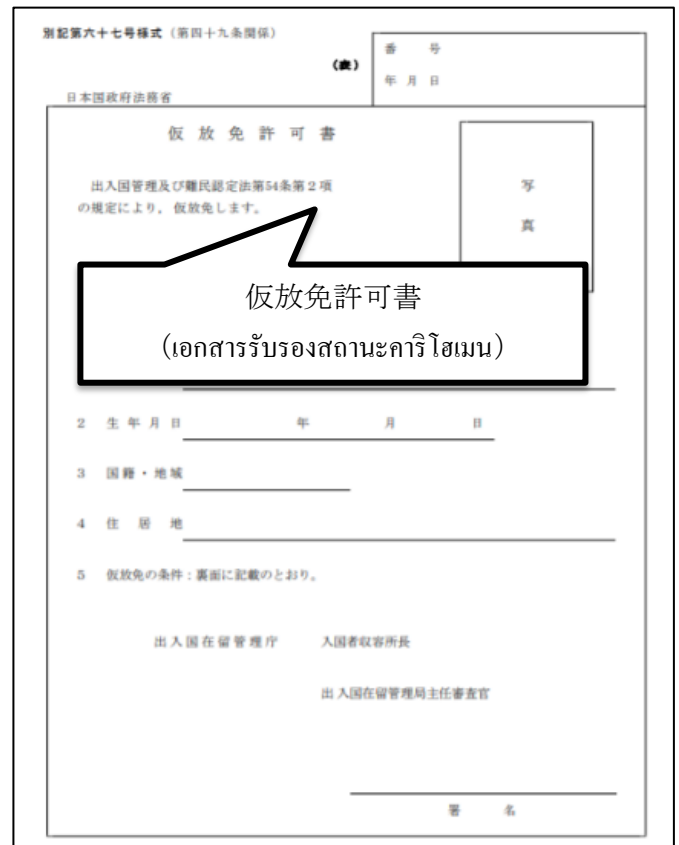 別記第六十七号様式（第四十九条関係）
（表）
番　号
年 月 日
日本国政府法務省
仮 放 免 許 可 書
出入国管理及び難民認定法第54条第２項
の規定により，仮放免します。
写
真
仮放免許可書
(เอกสารรับรองสถานะคาริโฮเมน)
2 生 年 月 日　　年　　月　　日
3 国籍・地域
4 住 居 地
5 仮放免の条件：裏面に記載のとおり。
出入国在留管理庁　入国者収容所長
出入国在留管理局主任審査官
署　名